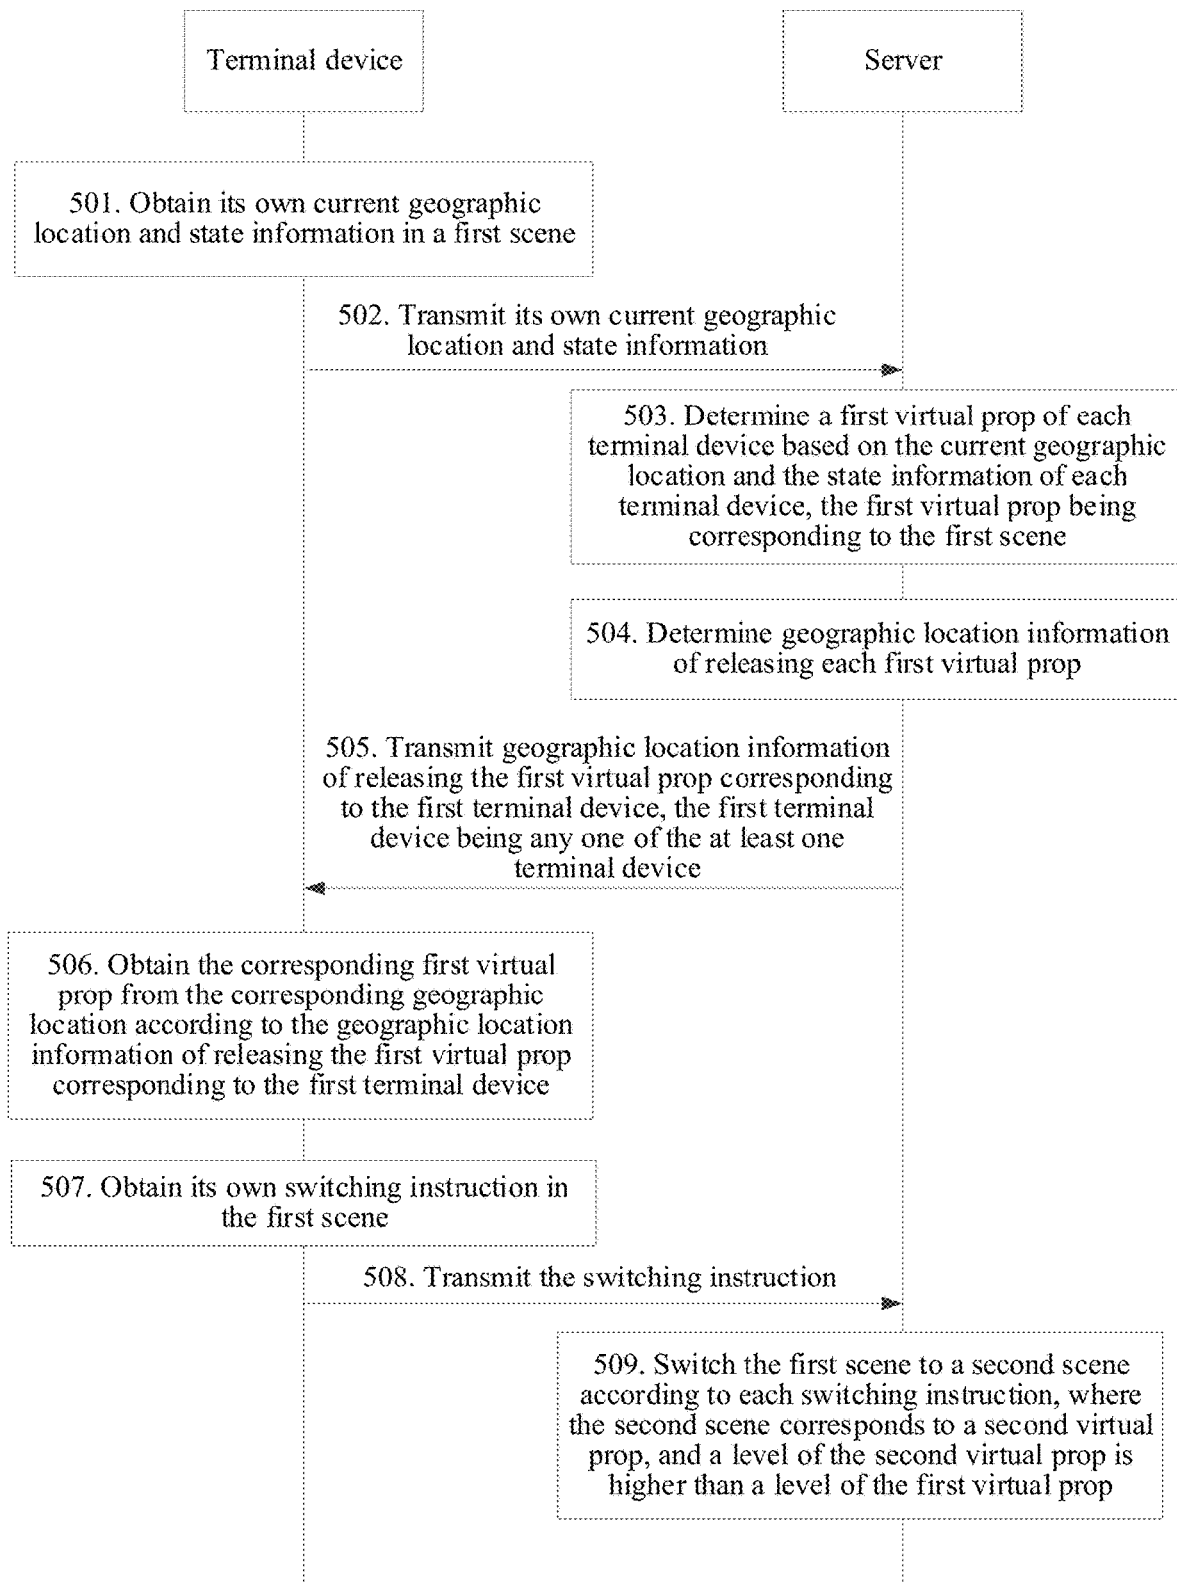 Terminal device
Server
501. Obtain its own current geographic
location and state information in a first scene
502. Transmit its own current geographic
location and state information
503. Determine a first virtual prop of each
terminal device based on the current geographic
location and the state information of each
terminal device, the first virtual prop being
corresponding to the first scene
504. Determine geographic location information
of releasing each first virtual prop
505. Transmit geographic location information
of releasing the first virtual prop corresponding
to the first terminal device, the first terminal
device being any one of the at least one
terminal device
506. Obtain the corresponding first virtual
prop from the corresponding geographic
location according to the geographic location
information of releasing the first virtual prop
corresponding to the first terminal device
507. Obtain its own switching instruction in
the first scene
508. Transmit the switching instruction
509. Switch the first scene to a second scene
according to each switching instruction, where
the second scene corresponds to a second virtual
prop, and a level of the second virtual prop is
higher than a level of the first virtual prop